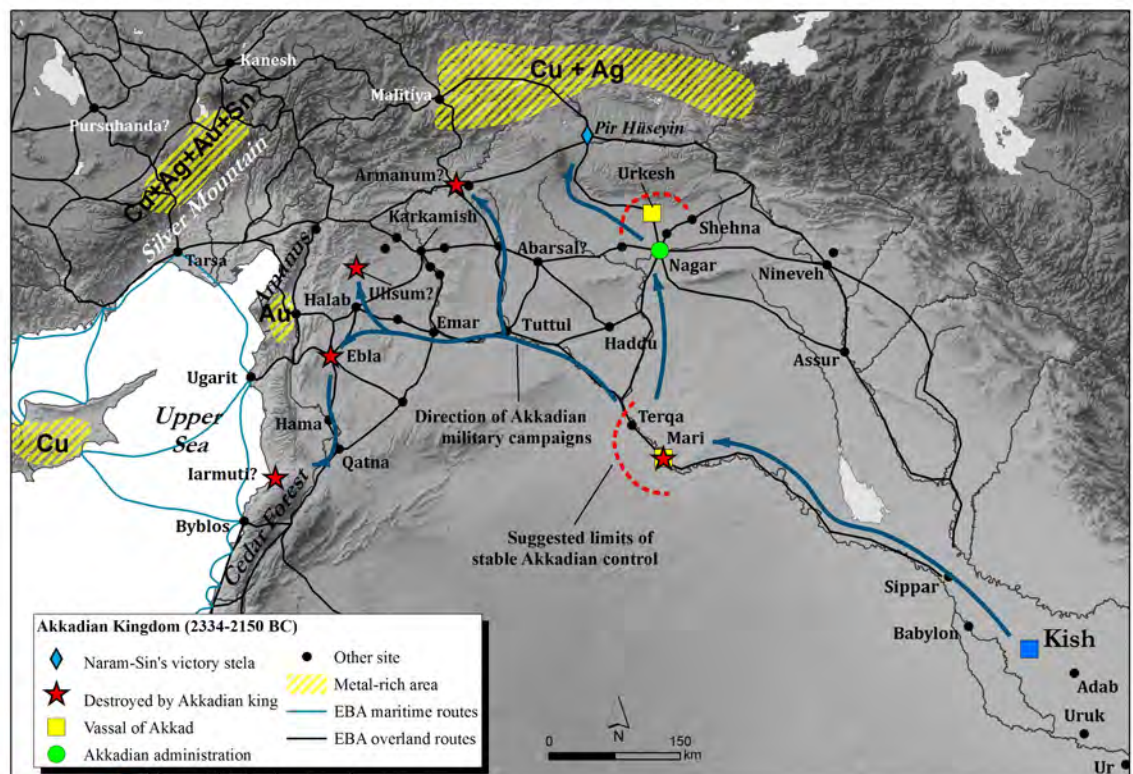 Kanesh
Cu + Ag
Malitiya
Pursuhanda?
Cu+Ag+Au+Sn
Silver Mountain
Pir Hüseyin
Armanum?
Urkesh
Karkamish
Shehna
Tarsa
Amanus
Abarsal?
Nagar
Nineveh
Au
Halab
Ulisum?
Emar
Tuttul
Haddu
Assur
Ebla
Ugarit
Upper
Sea
Direction of Akkadian
military campaigns
Terqa
Mari
Hama
Cu
Qatna
Iarmuti?
Byblos
Cedar Forest
Suggested limits of
stable Akkadian control
Sippar
Babylon
Kish
Adab
Uruk
Ur
Akkadian Kingdom (2334-2150 BC)
Naram-Sin's victory stela
Destroyed by Akkadian king
Vassal of Akkad
Akkadian administration
Other site
Metal-rich area
EBA maritime routes
EBA overland routes
N
0 150
km